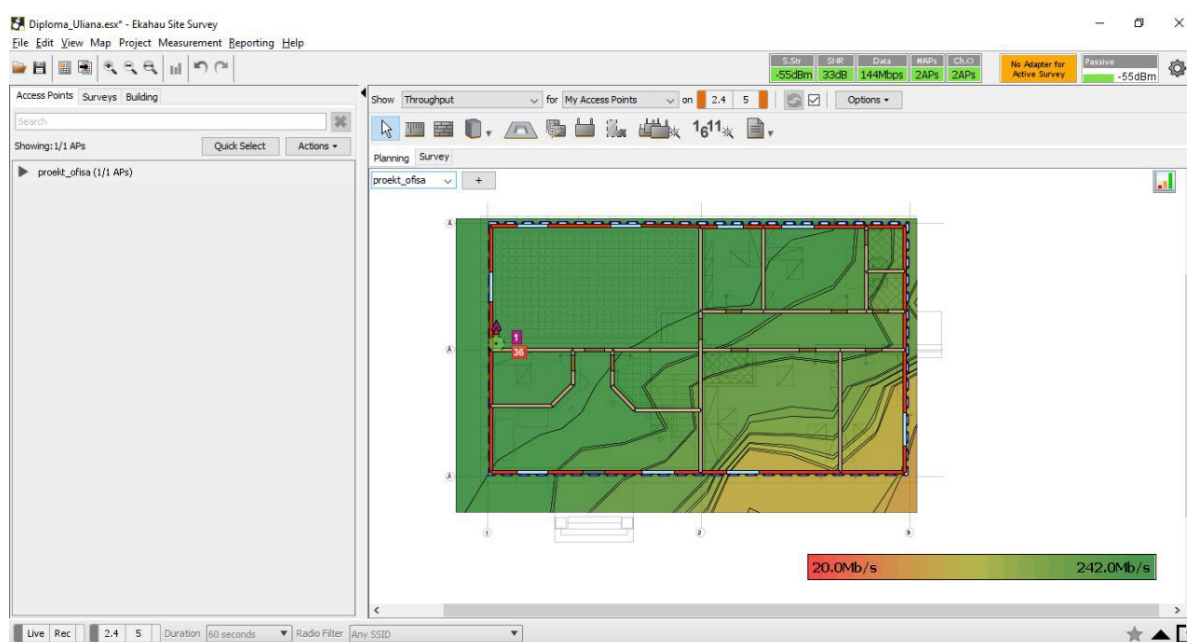 Diploma_Uliana.esx* - Ekahau Site Survey
File Edit View Map Project Measurement Reporting Help
S.Str SNR Data #APs Ch.O
-55dBm 33dB 144Mbps 2APs 2APs
No Adapter for
Active Survey
Passive
-55dBm
Access Points Surveys Building
Show Throughput for My Access Points on 2.4 5 Options
Search
Showing: 1/1 APs Quick Select Actions
1611
proekt_ofisa (1/1 APs)
Planning Survey
proekt_ofisa +
1
36
1 2 3
20.0Mb/s 242.0Mb/s
Live Rec 2.4 5 Duration 60 seconds Radio Filter Any SSID